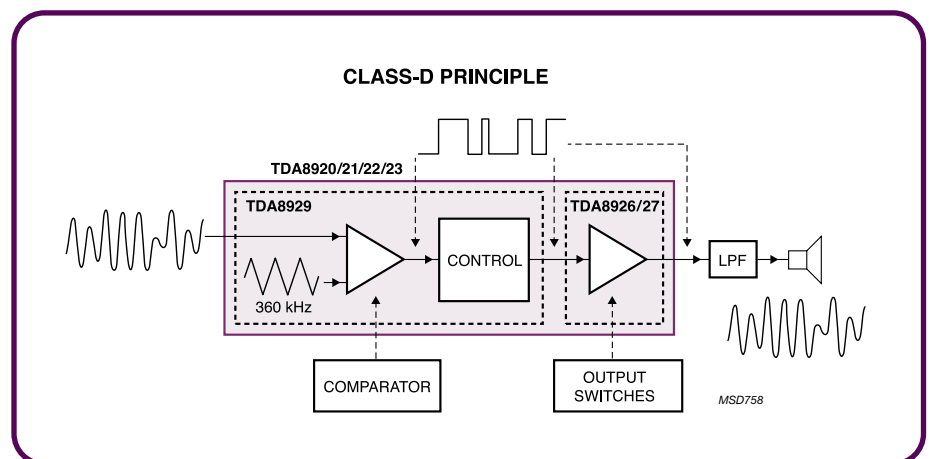 CLASS-D PRINCIPLE
TDA8920/21/22/23
TDA8929
TDA8926/27
CONTROL
LPF
360 kHz
COMPARATOR
OUTPUT
SWITCHES
MSD758